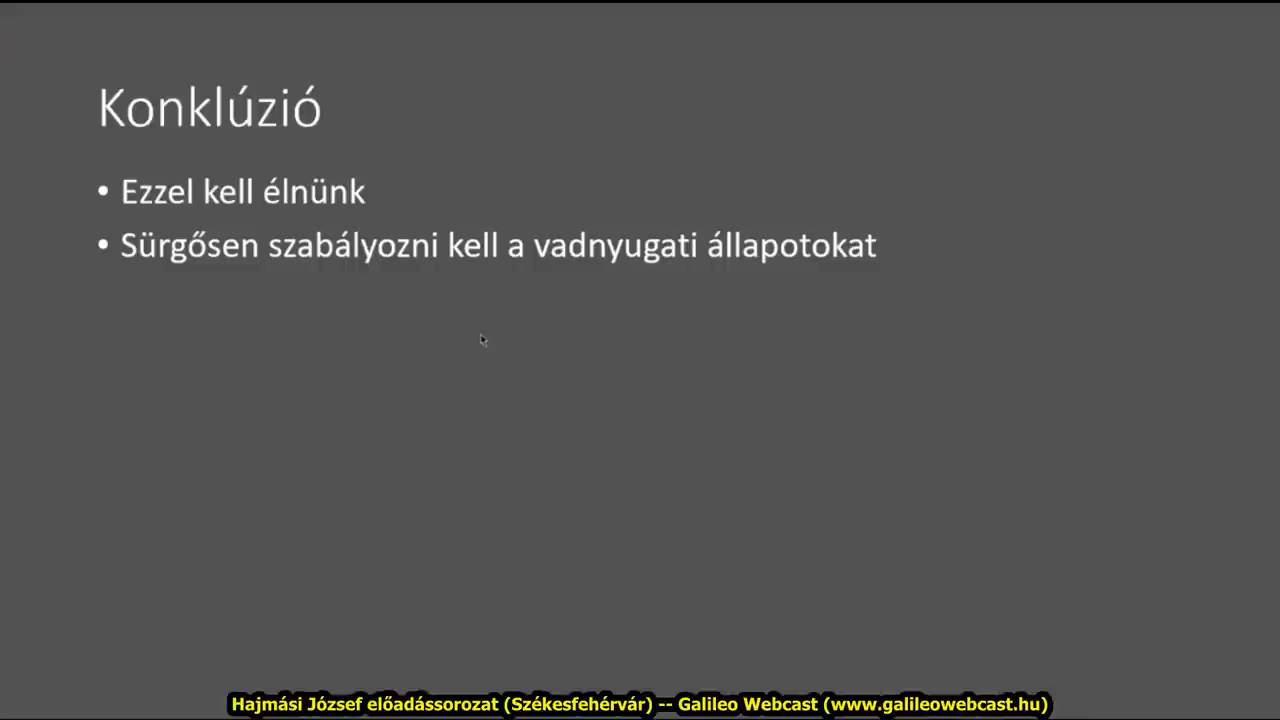 Konklúzió
• Ezzel kell élnünk
• Sürgősen szabályozni kell a vadnyugati állapotokat
Hajmási József előadássorozat (Székesfehérvár) -- Galileo Webcast (www.galileowebcast.hu)